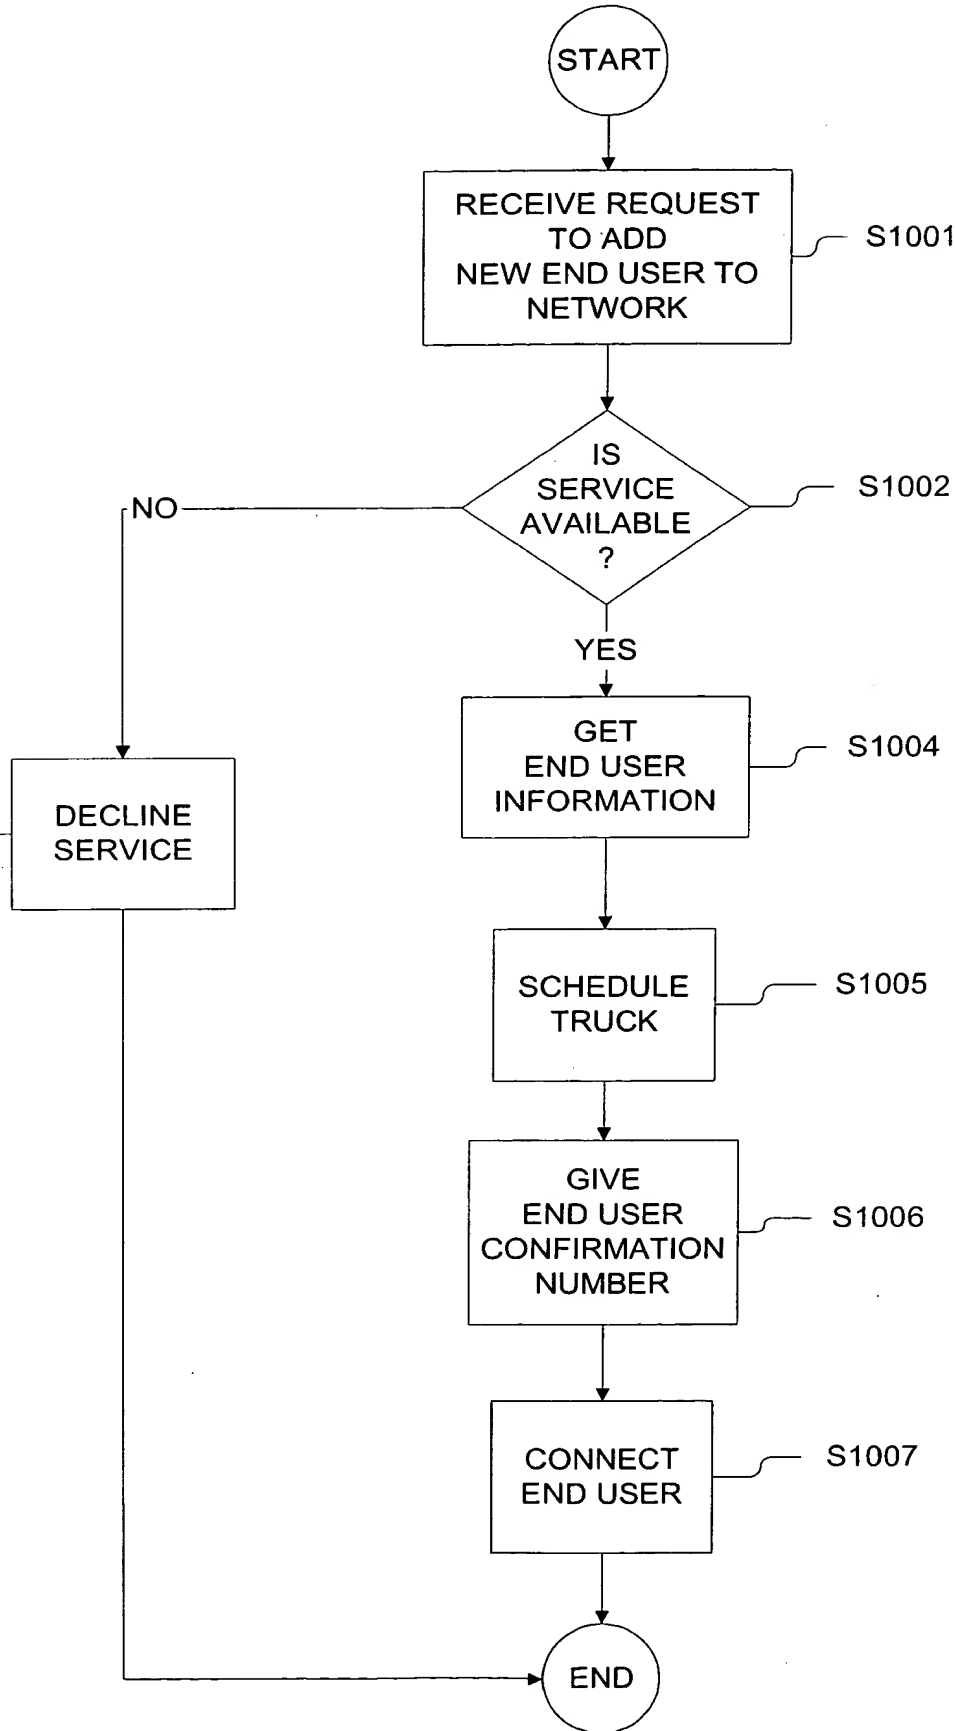 START
RECEIVE REQUEST
TO ADD
NEW END USER TO
NETWORK
S1001
IS
SERVICE
AVAILABLE
?
S1002
NO
YES
GET
END USER
INFORMATION
S1004
DECLINE
SERVICE
SCHEDULE
TRUCK
S1005
GIVE
END USER
CONFIRMATION
NUMBER
S1006
CONNECT
END USER
S1007
END